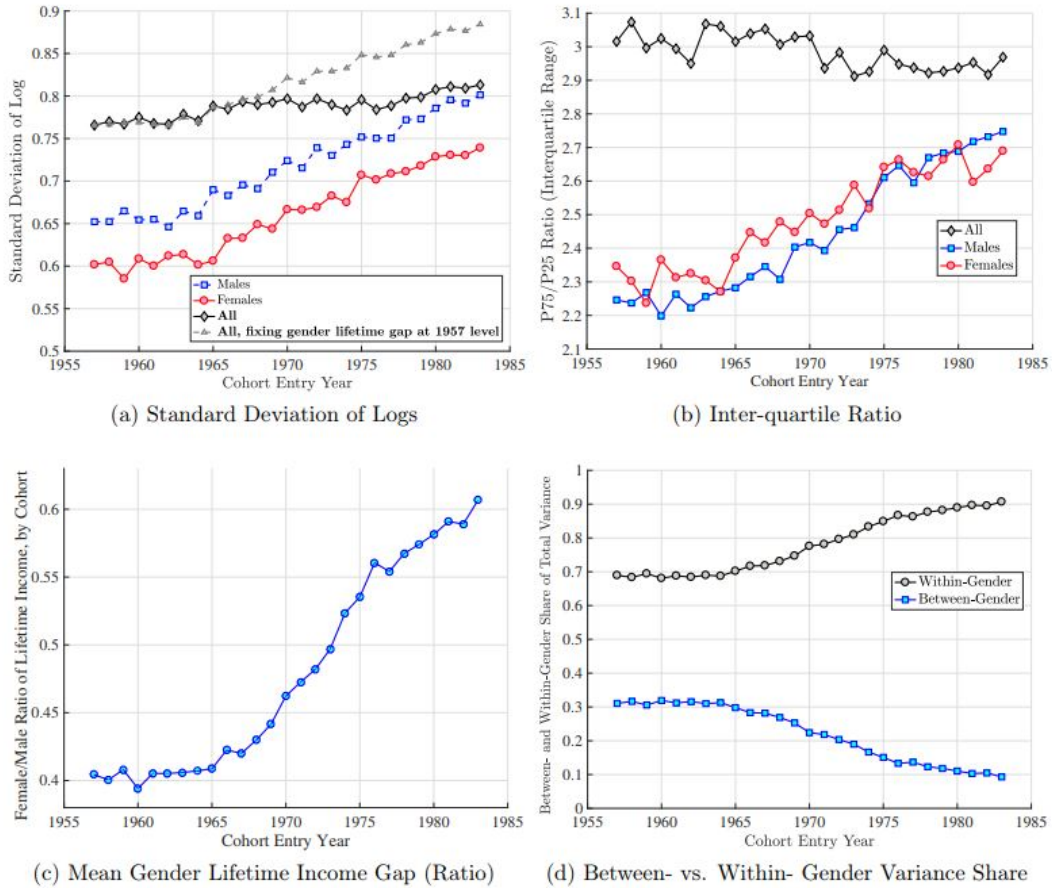 Standard Deviation of Log
0.9
0.85
0.8
0.75
0.7
0.65
0.6
0.55
0.5
Males
Females
All
All, fixing gender lifetime gap at 1957 level
1955 1960 1965 1970 1975 1980 1985
Cohort Entry Year
(a) Standard Deviation of Logs
P75/P25 Ratio (Interquartile Range)
3.1
3
2.9
2.8
2.7
2.6
2.5
2.4
2.3
2.2
2.1
All
Males
Females
1955 1960 1965 1970 1975 1980 1985
Cohort Entry Year
(b) Inter-quartile Ratio
Female/Male Ratio of Lifetime Income, by Cohort
0.6
0.55
0.5
0.45
0.4
1955 1960 1965 1970 1975 1980 1985
Cohort Entry Year
(c) Mean Gender Lifetime Income Gap (Ratio)
Between- and Within-Gender Share of Total Variance
1
0.9
0.8
0.7
0.6
0.5
0.4
0.3
0.2
0.1
0
Within-Gender
Between-Gender
1955 1960 1965 1970 1975 1980 1985
Cohort Entry Year
(d) Between- vs. Within- Gender Variance Share